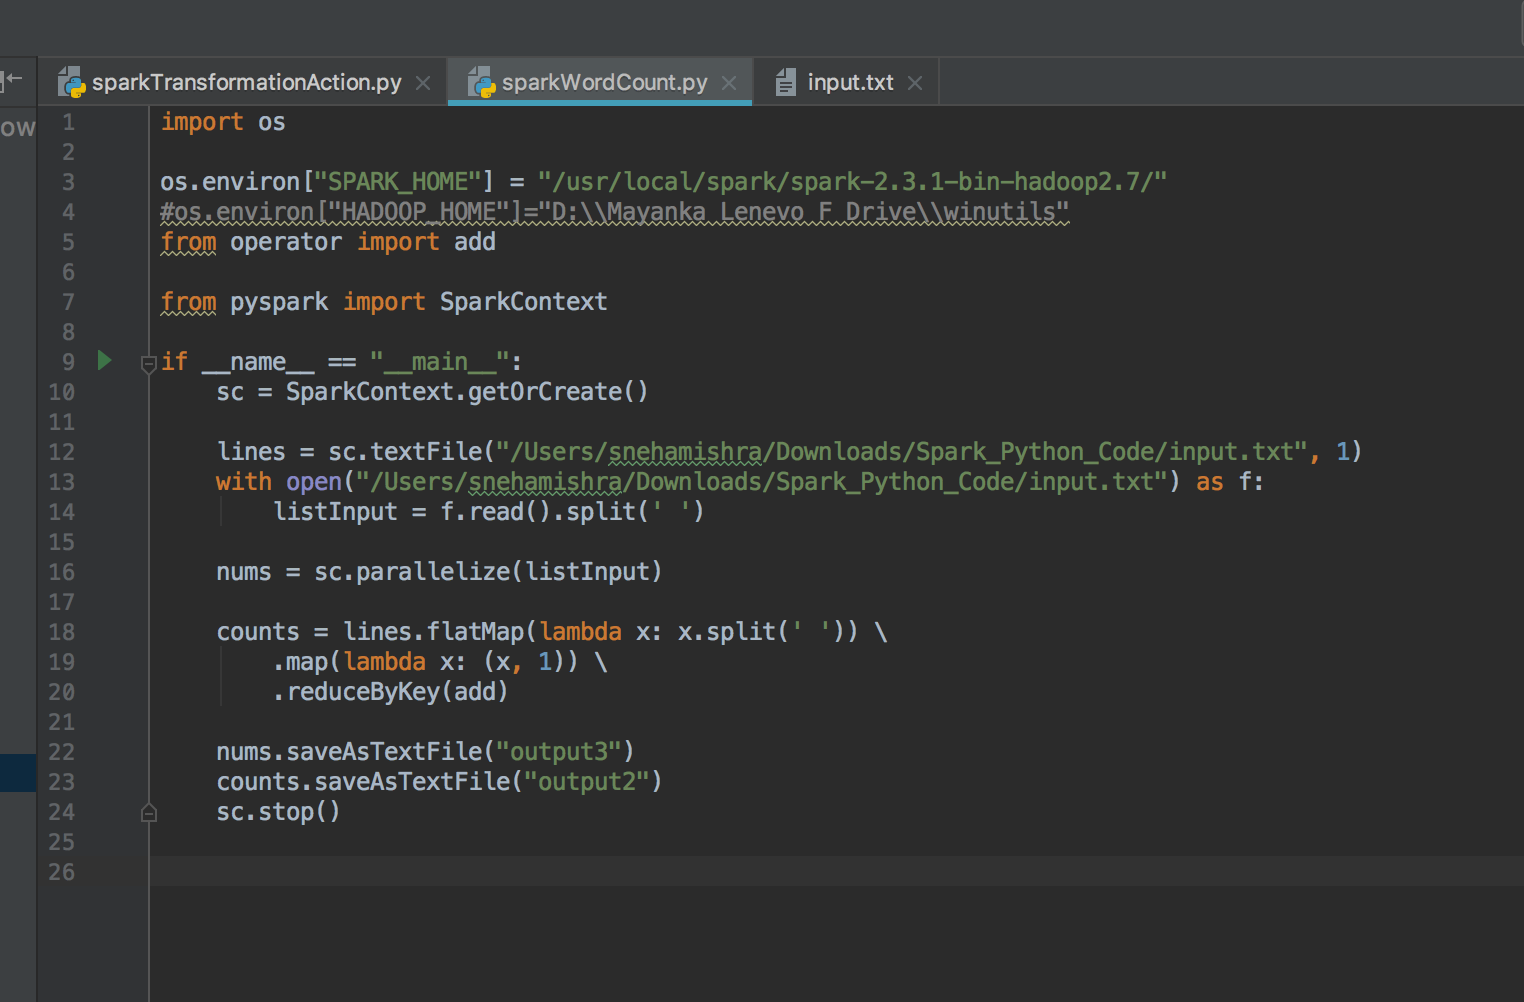 sparkTransformationAction.py
sparkWordCount.py
input.txt
ow
1 import os
2
3 os.environ["SPARK_HOME"] = "/usr/local/spark/spark-2.3.1-bin-hadoop2.7/"
4 #os.environ["HADOOP_HOME"]="D:\\Mayanka Lenevo F Drive\\winutils"
5 from operator import add
6
7 from pyspark import SparkContext
8
9 if __name__ == "__main__":
10 sc = SparkContext.getOrCreate()
11
12 lines = sc.textFile("/Users/snehamishra/Downloads/Spark_Python_Code/input.txt", 1)
13 with open("/Users/snehamishra/Downloads/Spark_Python_Code/input.txt") as f:
14 listInput = f.read().split(' ')
15
16 nums = sc.parallelize(listInput)
17
18 counts = lines.flatMap(lambda x: x.split(' ')) \
19 .map(lambda x: (x, 1)) \
20 .reduceByKey(add)
21
22 nums.saveAsTextFile("output3")
23 counts.saveAsTextFile("output2")
24 sc.stop()
25
26